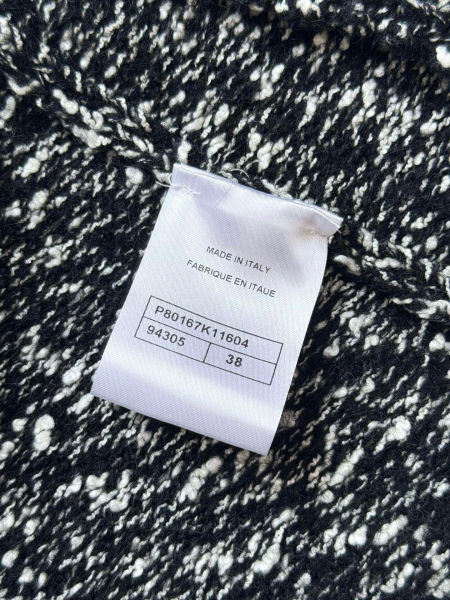 MADE IN ITALY
FABRIQUE EN ITAUE
P80167K11604
94305 38